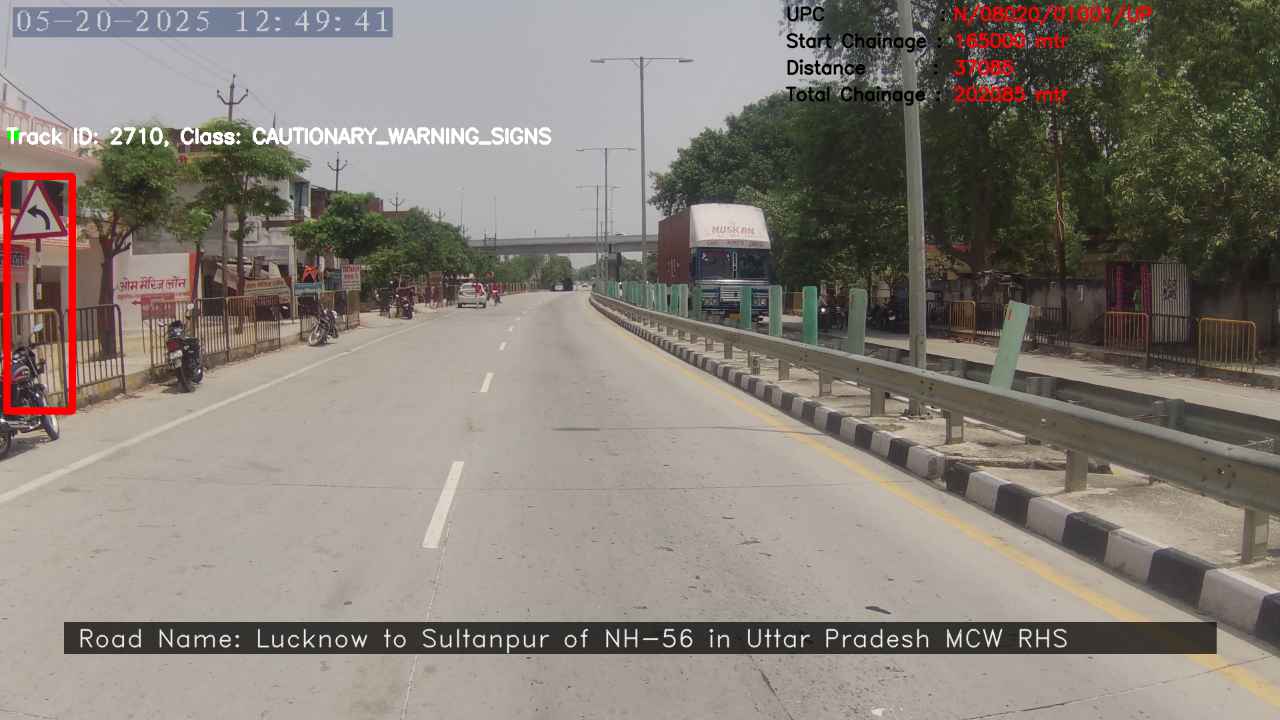 05-20-2025 12:49:41
UPC : N/08020/01001/UP
Start Chainage : 165000 mtr
Distance : 37085
Total Chainage : 202085 mtr
Track ID: 2710, Class: CAUTIONARY_WARNING_SIGNS
MUSKAN
ओम मैरिज लॉन
Road Name: Lucknow to Sultanpur of NH-56 in Uttar Pradesh MCW RHS